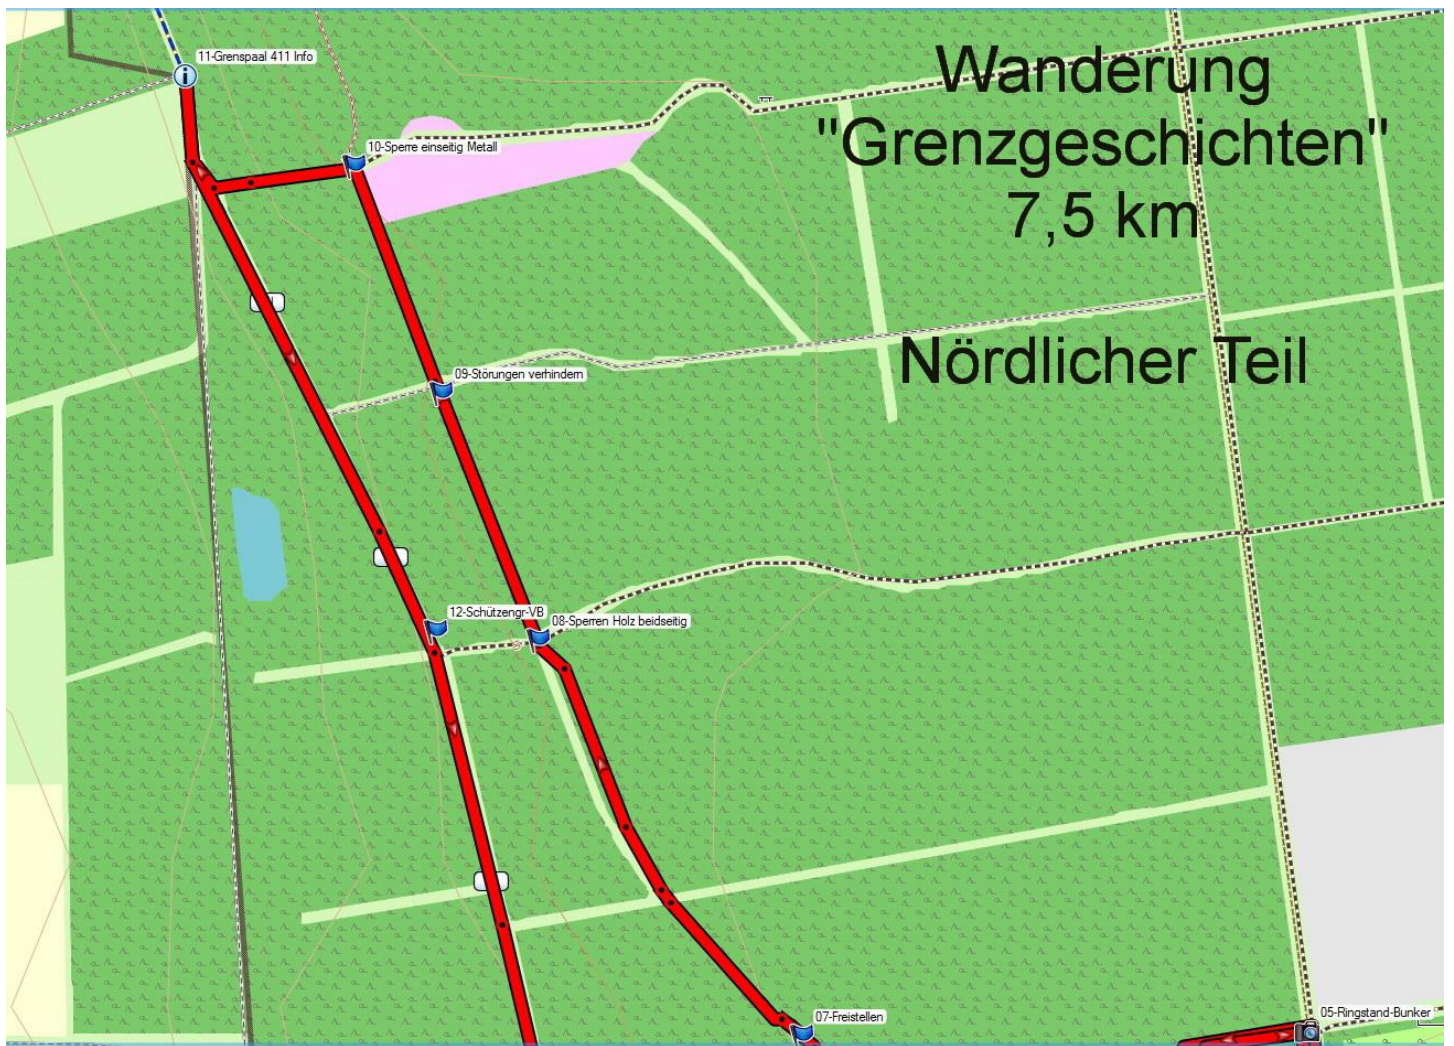 11-Grenspaal 411 Info
Wanderung
"Grenzgeschichten"
7,5 km
10-Sperre einseitig Metall
Nördlicher Teil
09-Störungen verhindern
12-Schützengr-VB
08-Sperren Holz beidseitig
07-Freistellen
05-Ringstand-Bunker